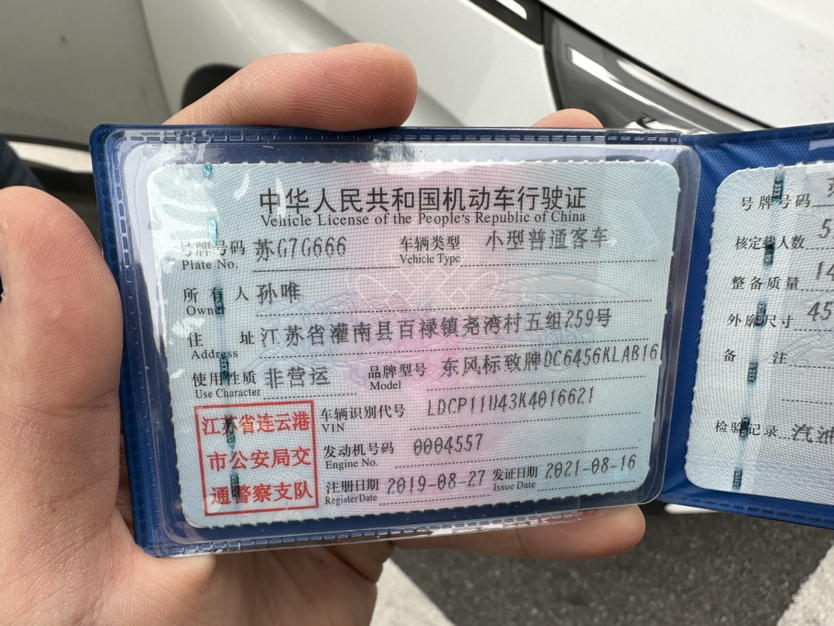 中华人民共和国机动车行驶证
Vehicle License of the People's Republic of China
号牌号码 苏G7G666 车辆类型 小型普通客车
Plate No. Vehicle Type
所有人 孙唯
Owner
住址 江苏省灌南县百禄镇尧湾村五组259号
Address
使用性质 非营运 品牌型号 东风标致牌DC6456KLAB16
Use Character Model
江苏省连云港
市公安局交
通警察支队
车辆识别代号 LDCP11U43K4016621
VIN
发动机号码 0004557
Engine No.
注册日期 2019-08-27 发证日期 2021-08-16
Register Date Issue Date
号牌号码
核定载人数 5
整备质量 14
外廓尺寸 45
备注
检验记录 汽油